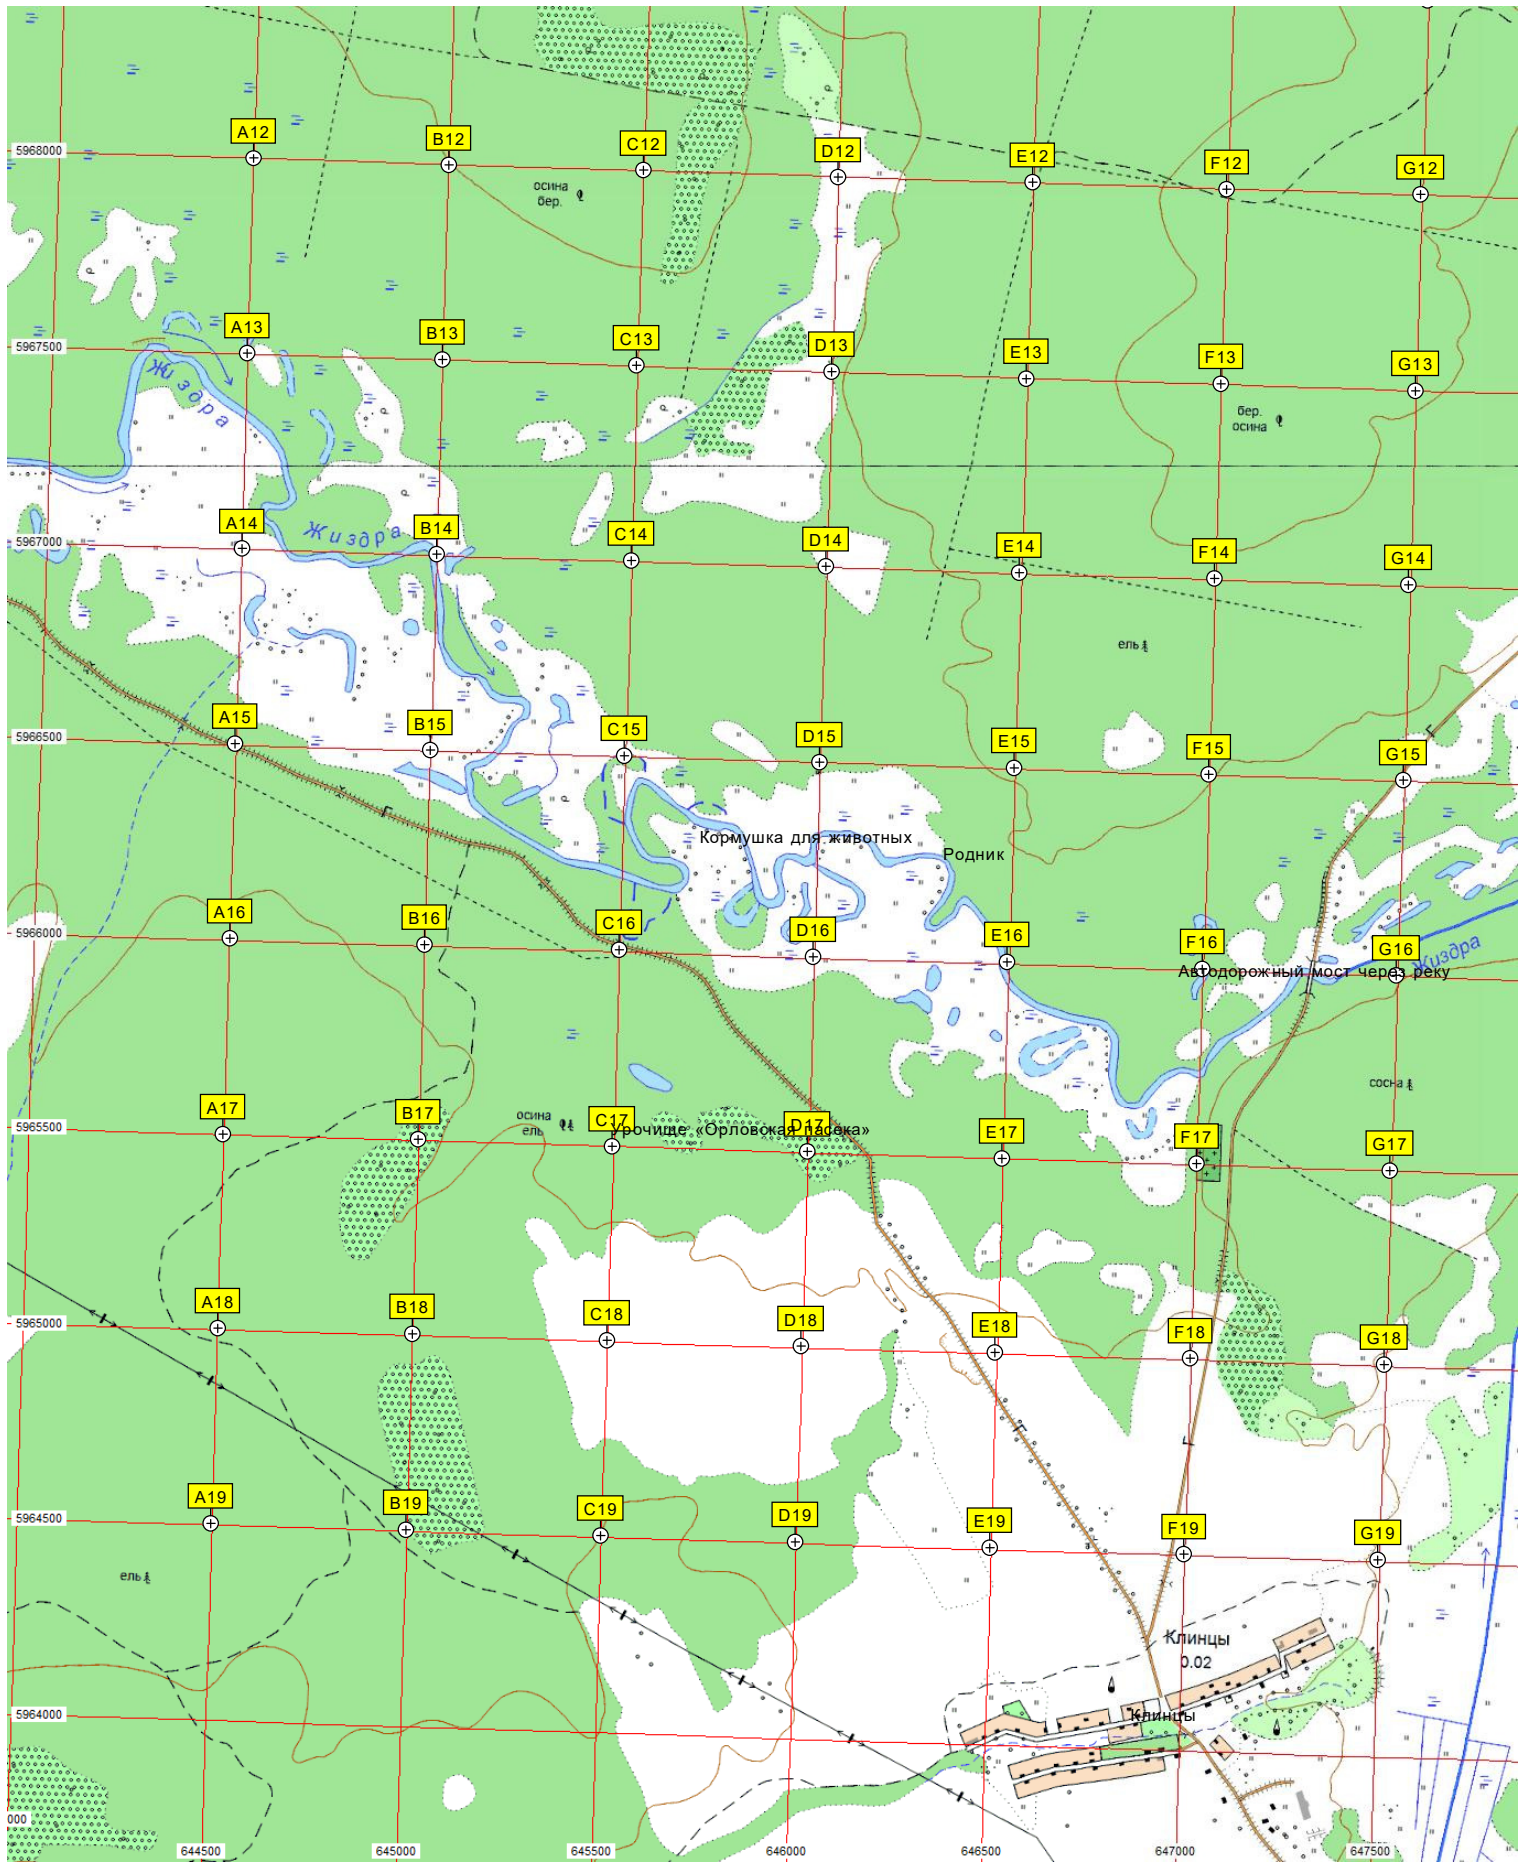 A12
B12
C12
D12
E12
F12
G12
5968000
осина
бер.
A13
B13
C13
D13
E13
F13
G13
5967500
Жиздра
бер.
осина
A14
B14
C14
D14
E14
F14
G14
5967000
Жиздра
ель
A15
B15
C15
D15
E15
F15
G15
5966500
Г
Г
Кормушка для животных
Родник
A16
B16
C16
D16
E16
F16
G16
5966000
Жиздра
Автодорожный мост через реку
сосна
A17
B17
C17
D17
E17
F17
G17
5965500
осина
ель
Урочище «Орловская пасека»
A18
B18
C18
D18
E18
F18
G18
5965000
Г
Г
A19
B19
C19
D19
E19
F19
G19
5964500
ель
Клинцы
0.02
5964000
Клинцы
000
644500
645000
645500
646000
646500
647000
647500